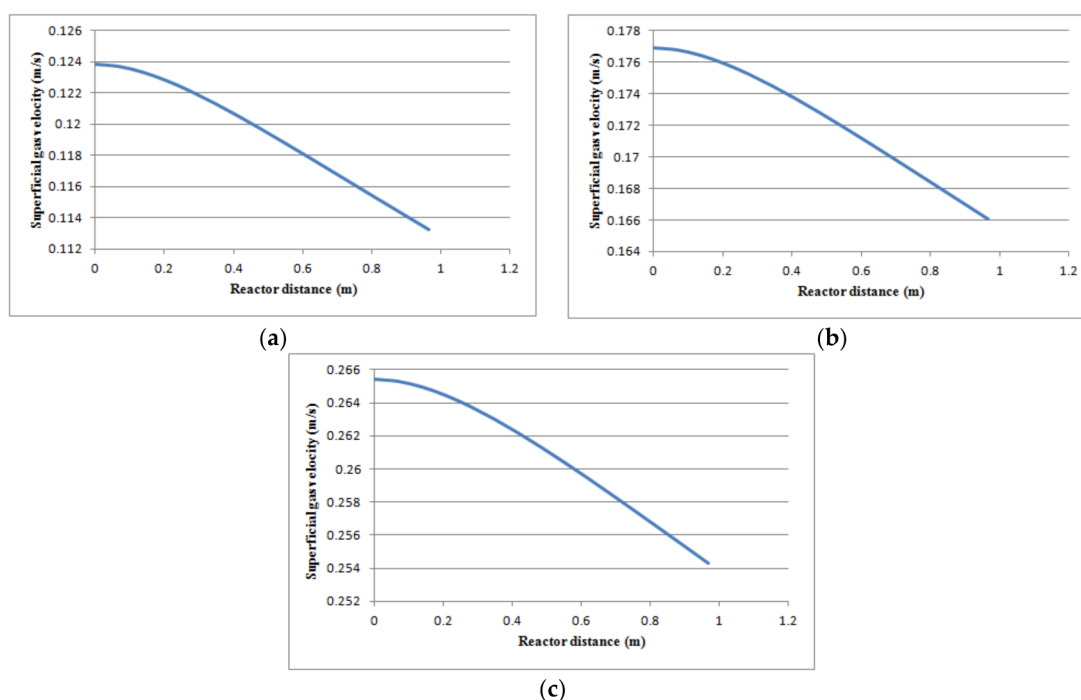 Superficial gas velocity (m/s)
0.126
0.124
0.122
0.12
0.118
0.116
0.114
0.112
0 0.2 0.4 0.6 0.8 1 1.2
Reactor distance (m)
(a)
Superficial gas velocity (m/s)
0.178
0.176
0.174
0.172
0.17
0.168
0.166
0.164
0 0.2 0.4 0.6 0.8 1 1.2
Reactor distance (m)
(b)
Superficial gas velocity (m/s)
0.266
0.264
0.262
0.26
0.258
0.256
0.254
0.252
0 0.2 0.4 0.6 0.8 1 1.2
Reactor distance (m)
(c)